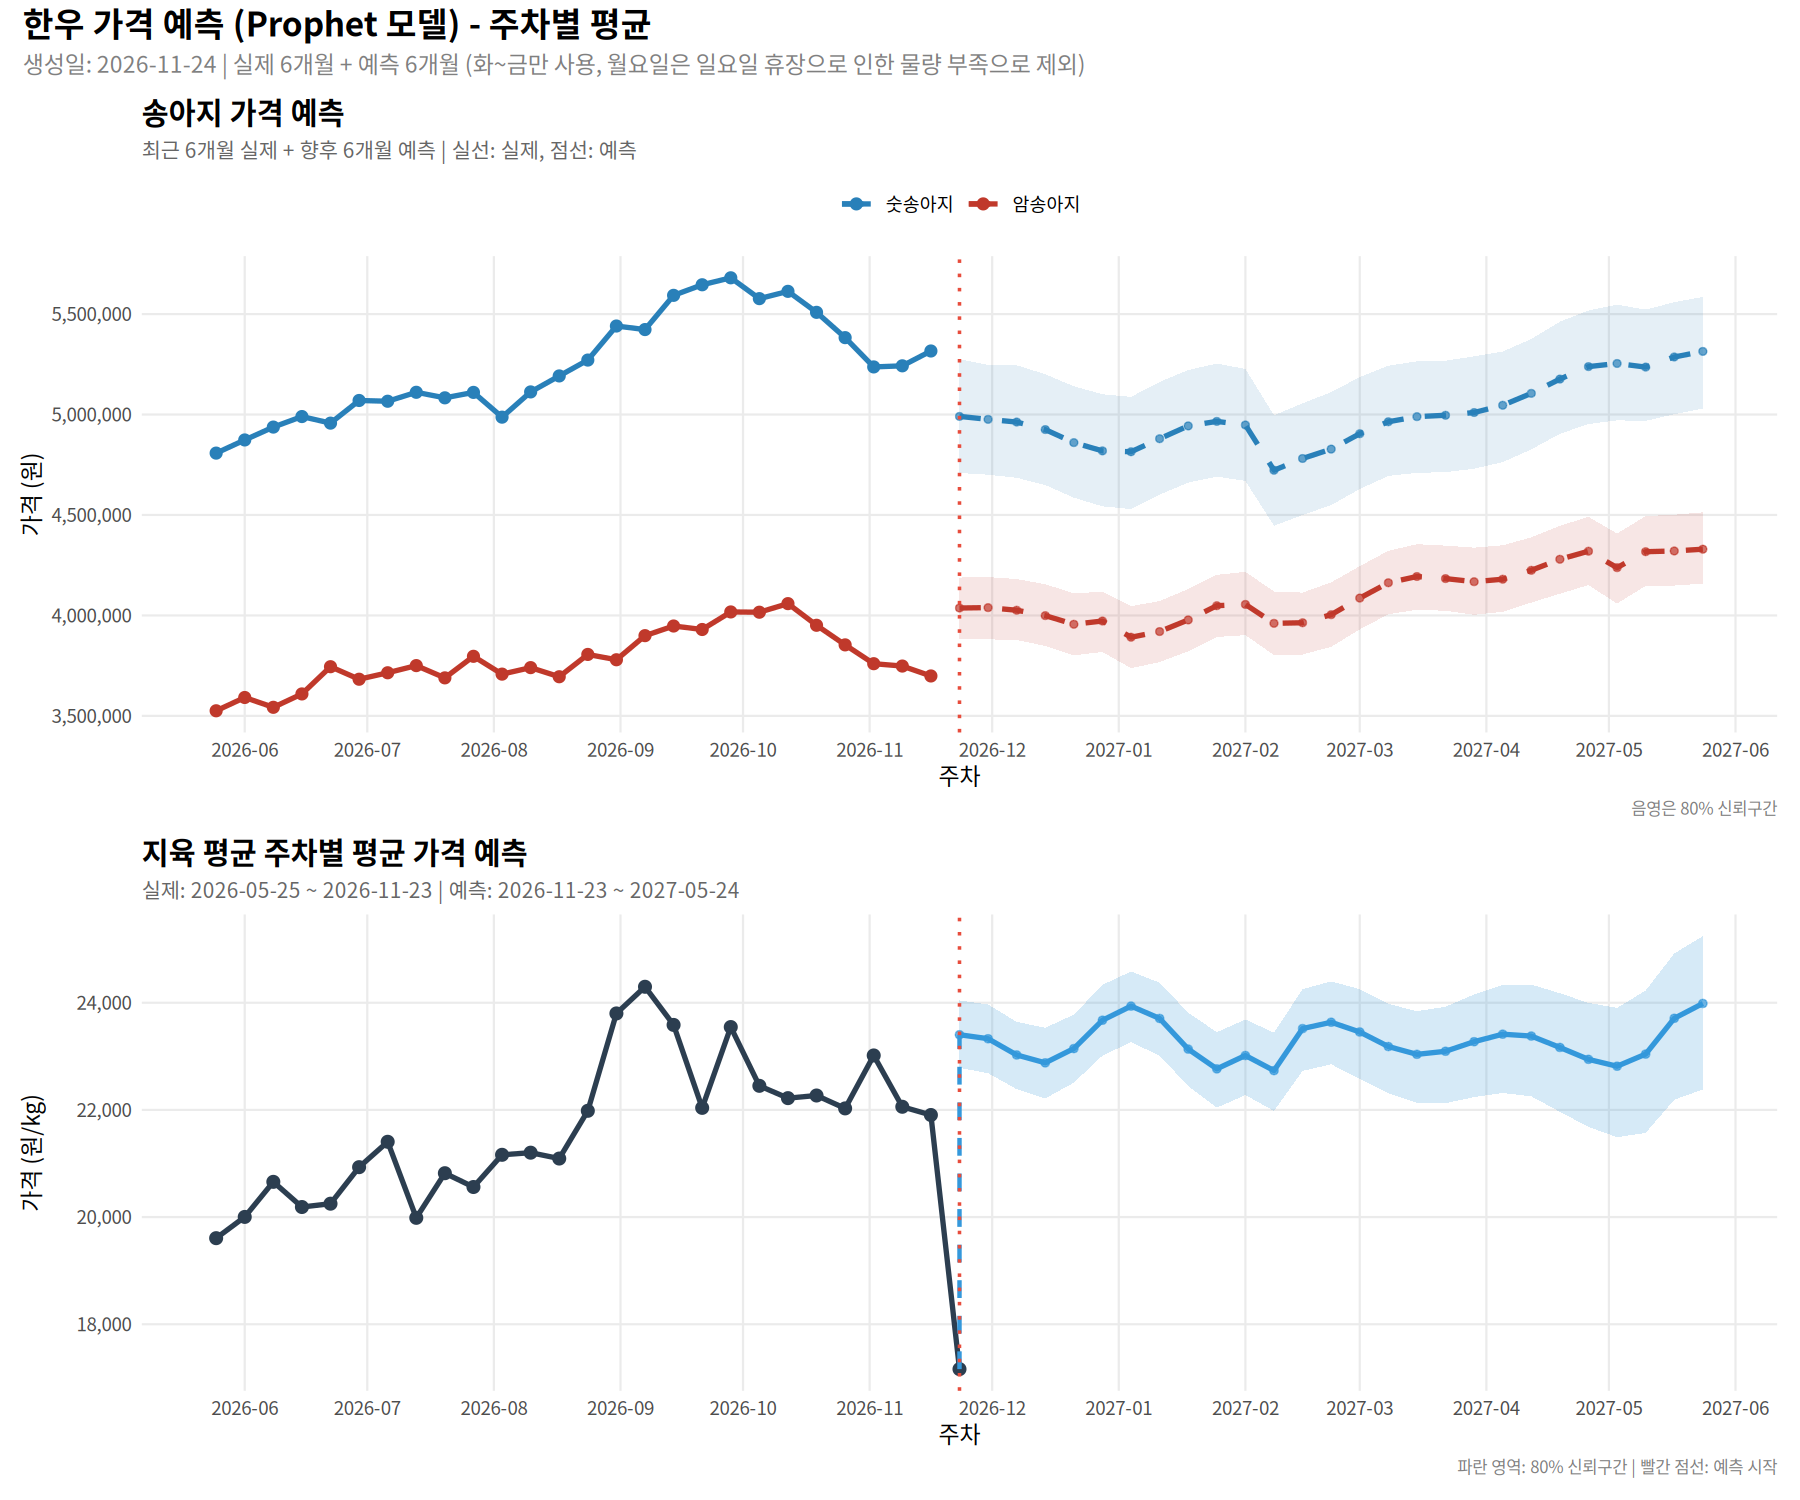 한우 가격 예측 (Prophet 모델) - 주차별 평균
생성일: 2026-11-24 | 실제 6개월 + 예측 6개월 (화~금만 사용, 월요일은 일요일 휴장으로 인한 물량 부족으로 제외)
송아지 가격 예측
최근 6개월 실제 + 향후 6개월 예측 | 실선: 실제, 점선: 예측
숫송아지 암송아지
가격 (원)
5,500,000
5,000,000
4,500,000
4,000,000
3,500,000
2026-06 2026-07 2026-08 2026-09 2026-10 2026-11 2026-12 2027-01 2027-02 2027-03 2027-04 2027-05 2027-06
주차
음영은 80% 신뢰구간
지육 평균 주차별 평균 가격 예측
실제: 2026-05-25 ~ 2026-11-23 | 예측: 2026-11-23 ~ 2027-05-24
가격 (원/kg)
24,000
22,000
20,000
18,000
2026-06 2026-07 2026-08 2026-09 2026-10 2026-11 2026-12 2027-01 2027-02 2027-03 2027-04 2027-05 2027-06
주차
파란 영역: 80% 신뢰구간 | 빨간 점선: 예측 시작